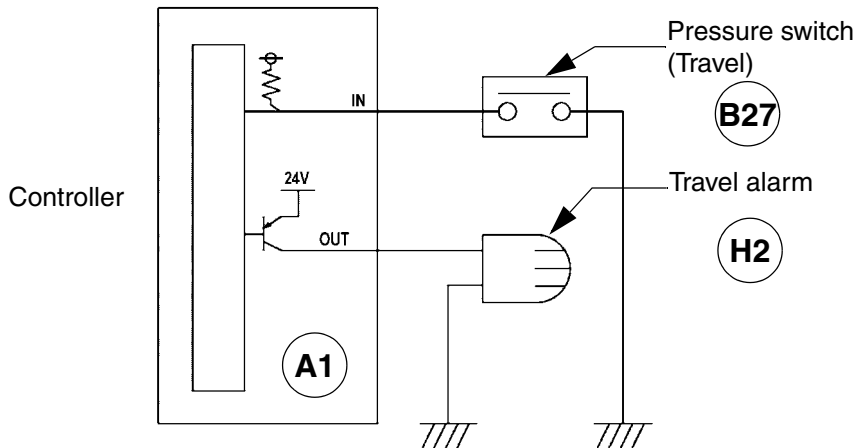 Pressure switch
(Travel)
IN
B27
Controller
24V
Travel alarm
OUT
H2
A1